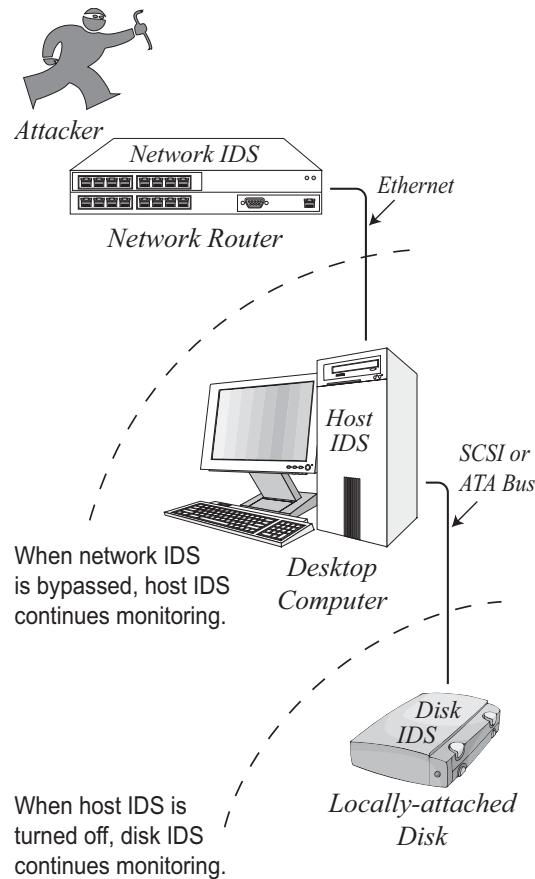 Attacker
Network IDS
Network Router
Ethernet
Host
IDS
SCSI or
ATA Bus
When network IDS
is bypassed, host IDS
continues monitoring.
Desktop
Computer
Disk
IDS
Locally-attached
Disk
When host IDS is
turned off, disk IDS
continues monitoring.